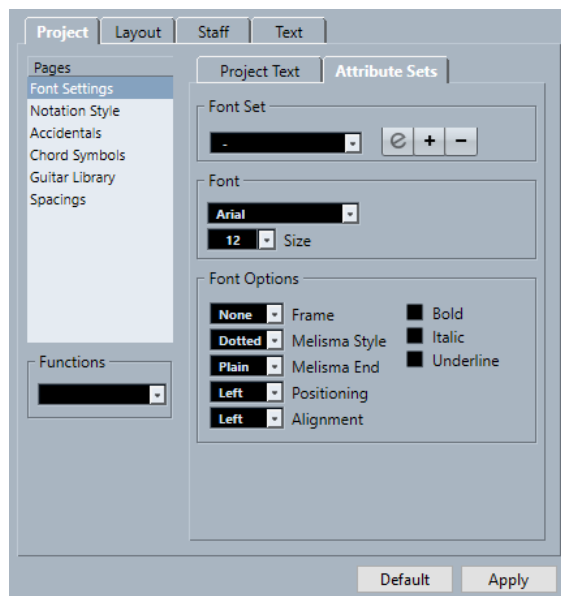 Project Layout Staff Text
Pages
Font Settings
Notation Style
Accidentals
Chord Symbols
Guitar Library
Spacings
Functions
Project Text Attribute Sets
Font Set
- e + −
Font
Arial
12 Size
Font Options
None Frame
Dotted Melisma Style
Plain Melisma End
Left Positioning
Left Alignment
Bold
Italic
Underline
Default Apply